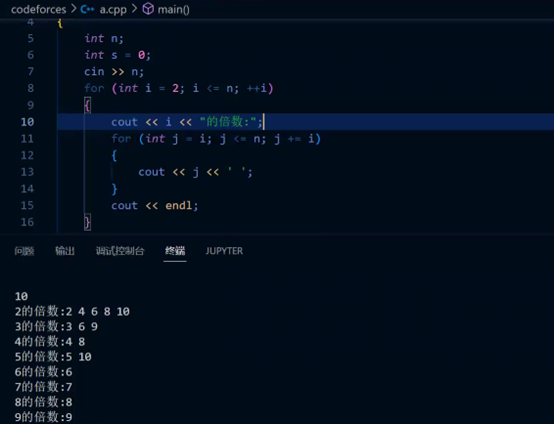 codeforces > C++ a.cpp > main()
4 {
5 int n;
6 int s = 0;
7 cin >> n;
8 for (int i = 2; i <= n; ++i)
9 {
10 cout << i << "的倍数:";
11 for (int j = i; j <= n; j += i)
12 {
13 cout << j << ' ';
14 }
15 cout << endl;
16 }
问题 输出 调试控制台 终端 JUPYTER
10
2的倍数:2 4 6 8 10
3的倍数:3 6 9
4的倍数:4 8
5的倍数:5 10
6的倍数:6
7的倍数:7
8的倍数:8
9的倍数:9